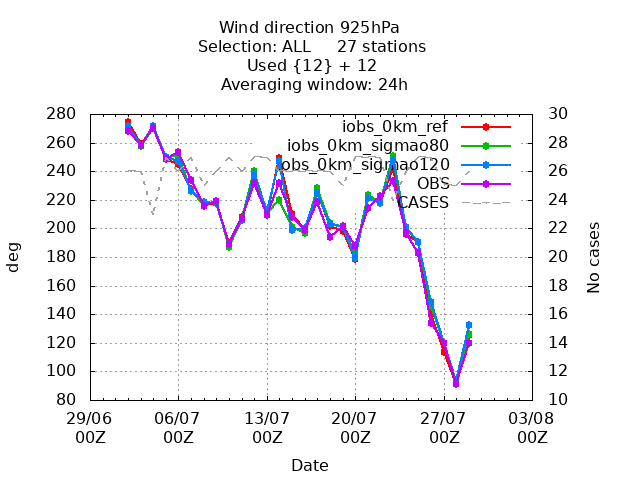 Wind direction 925hPa
Selection: ALL 27 stations
Used {12} + 12
Averaging window: 24h
280 30
260 28
240 26
220 24
200 22
180 20
160 18
140 16
120 14
100 12
80 10
iobs_0km_ref
iobs_0km_sigmao80
iobs_0km_sigmao120
OBS
CASES
deg
No cases
29/06 06/07 13/07 20/07 27/07 03/08
00Z 00Z 00Z 00Z 00Z 00Z
Date